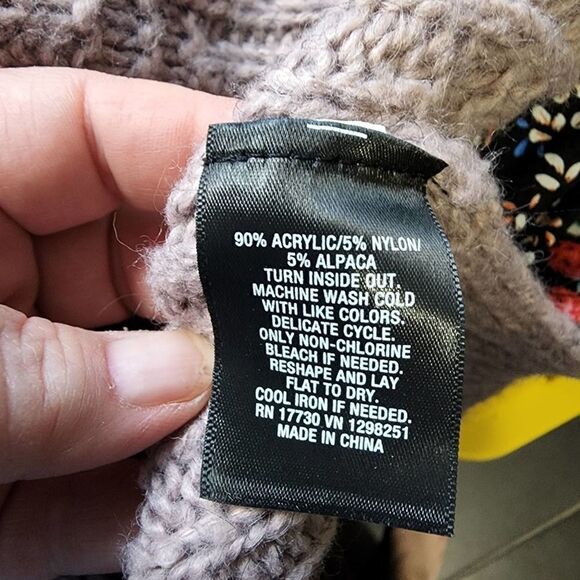 90% ACRYLIC/5% NYLON/
5% ALPACA
TURN INSIDE OUT.
MACHINE WASH COLD
WITH LIKE COLORS.
DELICATE CYCLE.
ONLY NON-CHLORINE
BLEACH IF NEEDED.
RESHAPE AND LAY
FLAT TO DRY.
COOL IRON IF NEEDED.
RN 17730 VN 1298251
MADE IN CHINA